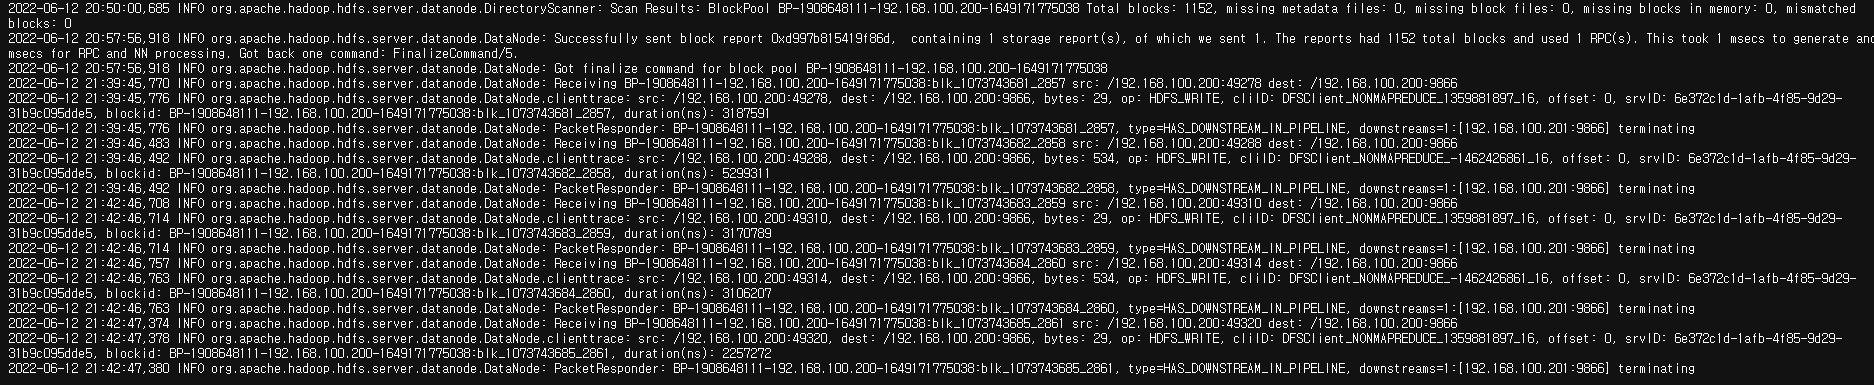 2022-06-12 20:50:00,685 INFO org.apache.hadoop.hdfs.server.datanode.DirectoryScanner: Scan Results: BlockPool BP-1908648111-192.168.100.200-1649171775038 Total blocks: 1152, missing metadata files: 0, missing block files: 0, missing blocks in memory: 0, mismatched
blocks: 0
2022-06-12 20:57:56,918 INFO org.apache.hadoop.hdfs.server.datanode.DataNode: Successfully sent block report 0xd997b815419f86d,  containing 1 storage report(s), of which we sent 1. The reports had 1152 total blocks and used 1 RPC(s). This took 1 msecs to generate and
msecs for RPC and NN processing. Got back one command: FinalizeCommand/5.
2022-06-12 20:57:56,918 INFO org.apache.hadoop.hdfs.server.datanode.DataNode: Got finalize command for block pool BP-1908648111-192.168.100.200-1649171775038
2022-06-12 21:39:45,770 INFO org.apache.hadoop.hdfs.server.datanode.DataNode: Receiving BP-1908648111-192.168.100.200-1649171775038:blk_1073743681_2857 src: /192.168.100.200:49278 dest: /192.168.100.200:9866
2022-06-12 21:39:45,776 INFO org.apache.hadoop.hdfs.server.datanode.DataNode.clienttrace: src: /192.168.100.200:49278, dest: /192.168.100.200:9866, bytes: 29, op: HDFS_WRITE, cliID: DFSClient_NONMAPREDUCE_1359881897_16, offset: 0, srvID: 6e372c1d-1afb-4f85-9d29-
31b9c095dde5, blockid: BP-1908648111-192.168.100.200-1649171775038:blk_1073743681_2857, duration(ns): 3187591
2022-06-12 21:39:45,776 INFO org.apache.hadoop.hdfs.server.datanode.DataNode: PacketResponder: BP-1908648111-192.168.100.200-1649171775038:blk_1073743681_2857, type=HAS_DOWNSTREAM_IN_PIPELINE, downstreams=1:[192.168.100.201:9866] terminating
2022-06-12 21:39:46,483 INFO org.apache.hadoop.hdfs.server.datanode.DataNode: Receiving BP-1908648111-192.168.100.200-1649171775038:blk_1073743682_2858 src: /192.168.100.200:49288 dest: /192.168.100.200:9866
2022-06-12 21:39:46,492 INFO org.apache.hadoop.hdfs.server.datanode.DataNode.clienttrace: src: /192.168.100.200:49288, dest: /192.168.100.200:9866, bytes: 534, op: HDFS_WRITE, cliID: DFSClient_NONMAPREDUCE_-1462426861_16, offset: 0, srvID: 6e372c1d-1afb-4f85-9d29-
31b9c095dde5, blockid: BP-1908648111-192.168.100.200-1649171775038:blk_1073743682_2858, duration(ns): 5299311
2022-06-12 21:39:46,492 INFO org.apache.hadoop.hdfs.server.datanode.DataNode: PacketResponder: BP-1908648111-192.168.100.200-1649171775038:blk_1073743682_2858, type=HAS_DOWNSTREAM_IN_PIPELINE, downstreams=1:[192.168.100.201:9866] terminating
2022-06-12 21:42:46,708 INFO org.apache.hadoop.hdfs.server.datanode.DataNode: Receiving BP-1908648111-192.168.100.200-1649171775038:blk_1073743683_2859 src: /192.168.100.200:49310 dest: /192.168.100.200:9866
2022-06-12 21:42:46,714 INFO org.apache.hadoop.hdfs.server.datanode.DataNode.clienttrace: src: /192.168.100.200:49310, dest: /192.168.100.200:9866, bytes: 29, op: HDFS_WRITE, cliID: DFSClient_NONMAPREDUCE_1359881897_16, offset: 0, srvID: 6e372c1d-1afb-4f85-9d29-
31b9c095dde5, blockid: BP-1908648111-192.168.100.200-1649171775038:blk_1073743683_2859, duration(ns): 3170789
2022-06-12 21:42:46,714 INFO org.apache.hadoop.hdfs.server.datanode.DataNode: PacketResponder: BP-1908648111-192.168.100.200-1649171775038:blk_1073743683_2859, type=HAS_DOWNSTREAM_IN_PIPELINE, downstreams=1:[192.168.100.201:9866] terminating
2022-06-12 21:42:46,757 INFO org.apache.hadoop.hdfs.server.datanode.DataNode: Receiving BP-1908648111-192.168.100.200-1649171775038:blk_1073743684_2860 src: /192.168.100.200:49314 dest: /192.168.100.200:9866
2022-06-12 21:42:46,763 INFO org.apache.hadoop.hdfs.server.datanode.DataNode.clienttrace: src: /192.168.100.200:49314, dest: /192.168.100.200:9866, bytes: 534, op: HDFS_WRITE, cliID: DFSClient_NONMAPREDUCE_-1462426861_16, offset: 0, srvID: 6e372c1d-1afb-4f85-9d29-
31b9c095dde5, blockid: BP-1908648111-192.168.100.200-1649171775038:blk_1073743684_2860, duration(ns): 3106207
2022-06-12 21:42:46,763 INFO org.apache.hadoop.hdfs.server.datanode.DataNode: PacketResponder: BP-1908648111-192.168.100.200-1649171775038:blk_1073743684_2860, type=HAS_DOWNSTREAM_IN_PIPELINE, downstreams=1:[192.168.100.201:9866] terminating
2022-06-12 21:42:47,374 INFO org.apache.hadoop.hdfs.server.datanode.DataNode: Receiving BP-1908648111-192.168.100.200-1649171775038:blk_1073743685_2861 src: /192.168.100.200:49320 dest: /192.168.100.200:9866
2022-06-12 21:42:47,378 INFO org.apache.hadoop.hdfs.server.datanode.DataNode.clienttrace: src: /192.168.100.200:49320, dest: /192.168.100.200:9866, bytes: 29, op: HDFS_WRITE, cliID: DFSClient_NONMAPREDUCE_1359881897_16, offset: 0, srvID: 6e372c1d-1afb-4f85-9d29-
31b9c095dde5, blockid: BP-1908648111-192.168.100.200-1649171775038:blk_1073743685_2861, duration(ns): 2257272
2022-06-12 21:42:47,380 INFO org.apache.hadoop.hdfs.server.datanode.DataNode: PacketResponder: BP-1908648111-192.168.100.200-1649171775038:blk_1073743685_2861, type=HAS_DOWNSTREAM_IN_PIPELINE, downstreams=1:[192.168.100.201:9866] terminating